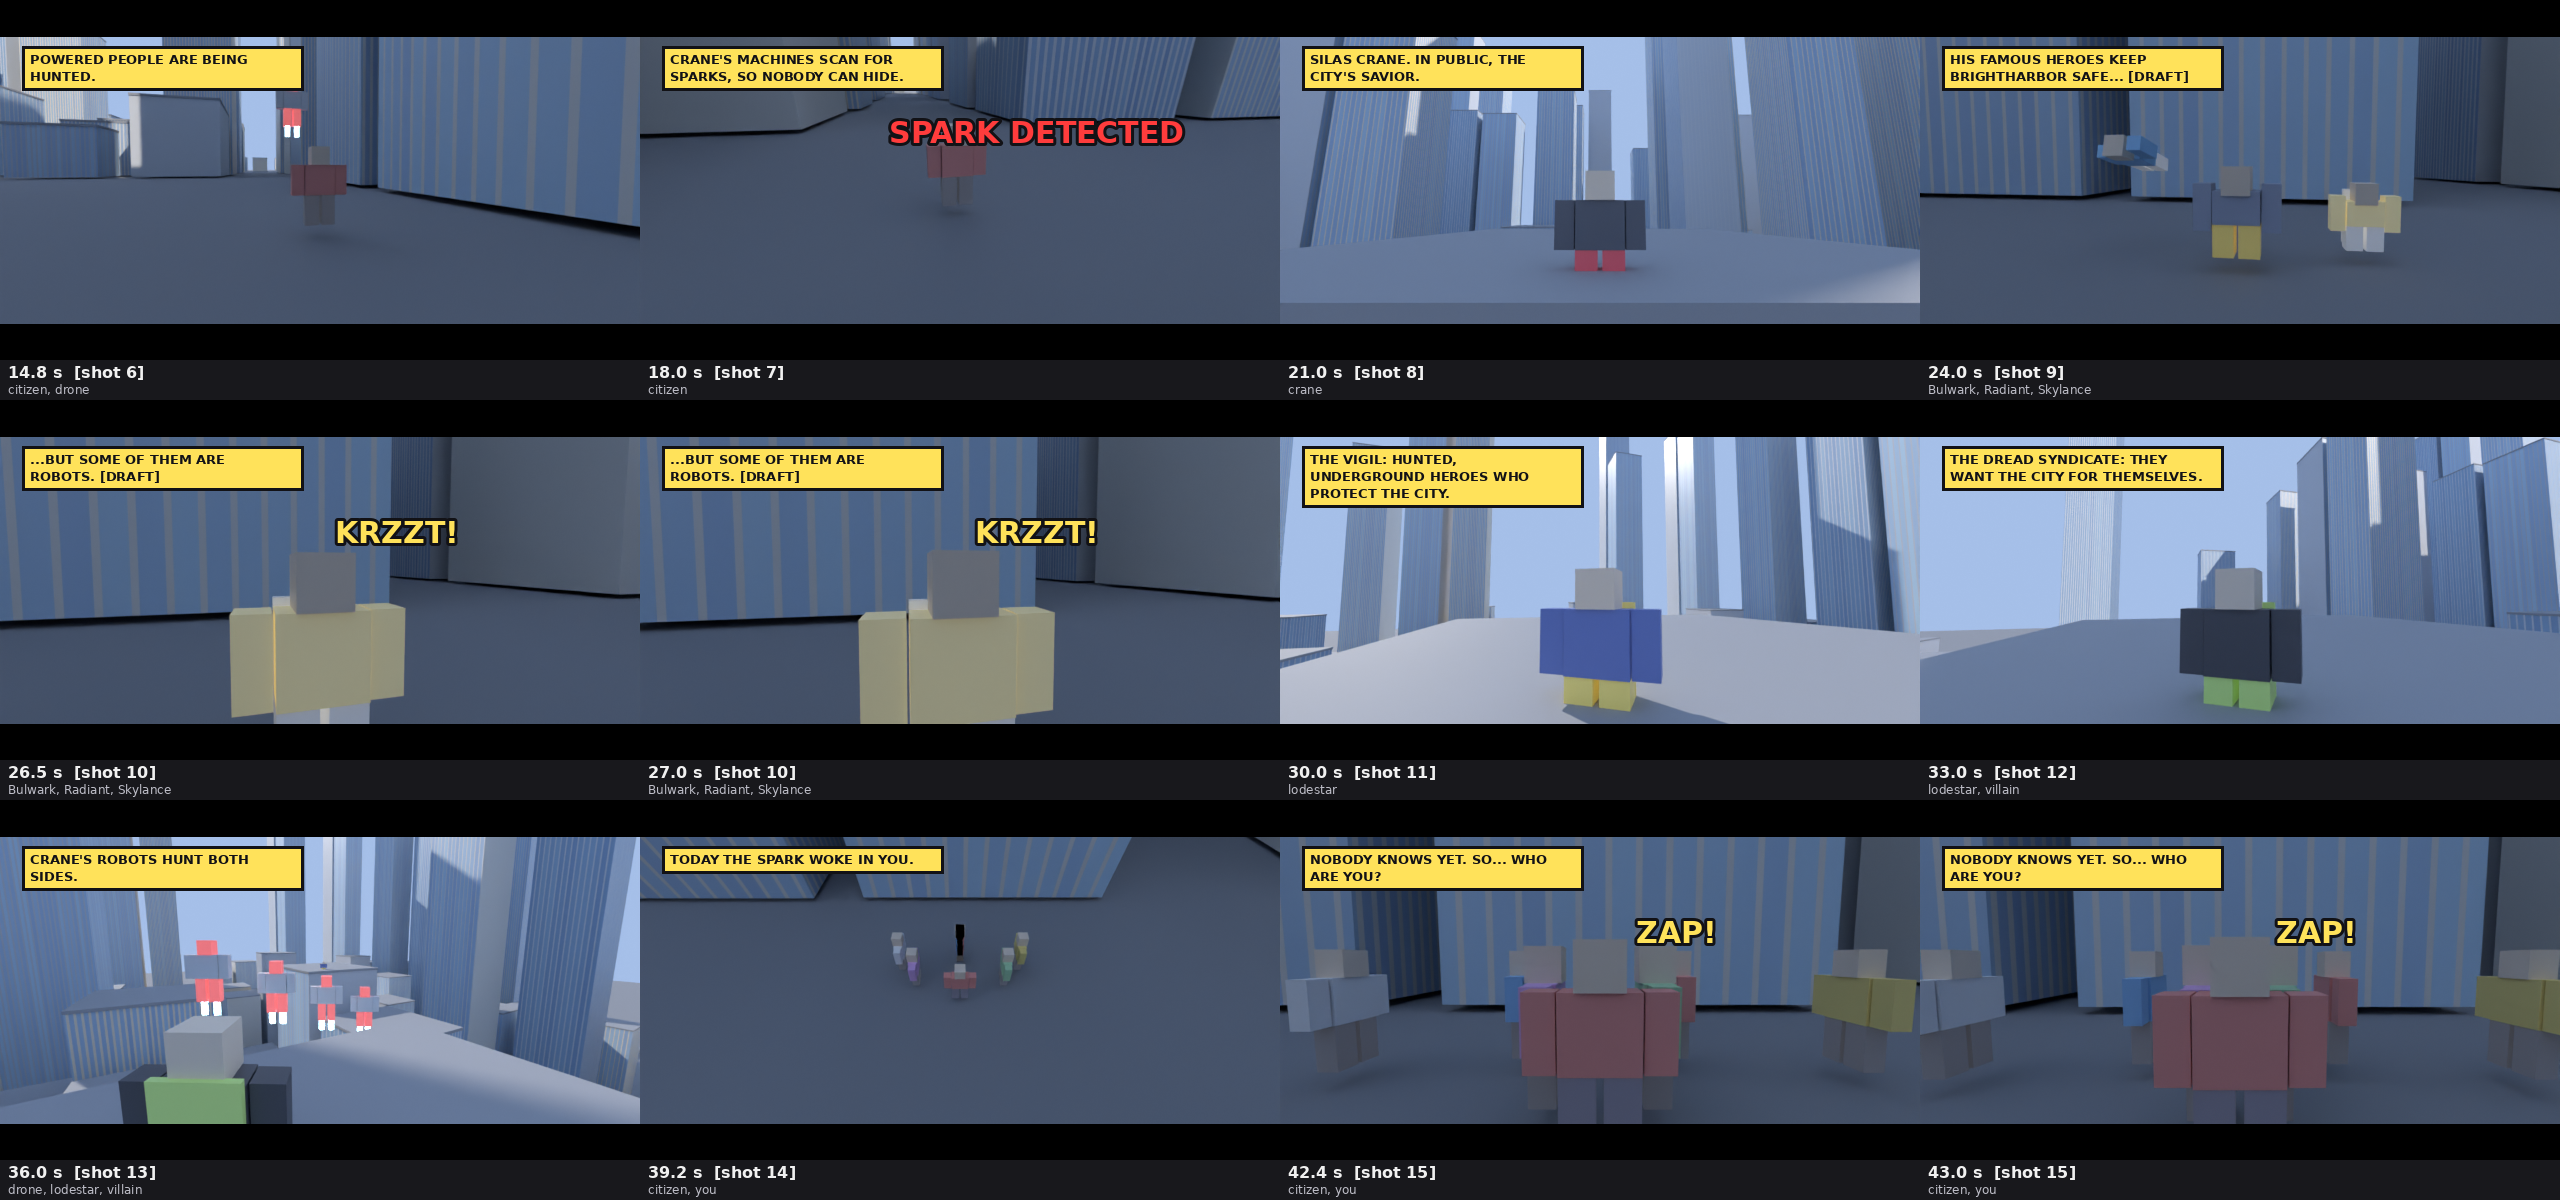 POWERED PEOPLE ARE BEING
HUNTED.
14.8 s [shot 6]
citizen, drone
CRANE'S MACHINES SCAN FOR
SPARKS, SO NOBODY CAN HIDE.
SPARK DETECTED
18.0 s [shot 7]
citizen
SILAS CRANE. IN PUBLIC, THE
CITY'S SAVIOR.
21.0 s [shot 8]
crane
HIS FAMOUS HEROES KEEP
BRIGHTHARBOR SAFE... [DRAFT]
24.0 s [shot 9]
Bulwark, Radiant, Skylance
...BUT SOME OF THEM ARE
ROBOTS. [DRAFT]
KRZZT!
26.5 s [shot 10]
Bulwark, Radiant, Skylance
...BUT SOME OF THEM ARE
ROBOTS. [DRAFT]
KRZZT!
27.0 s [shot 10]
Bulwark, Radiant, Skylance
THE VIGIL: HUNTED,
UNDERGROUND HEROES WHO
PROTECT THE CITY.
30.0 s [shot 11]
lodestar
THE DREAD SYNDICATE: THEY
WANT THE CITY FOR THEMSELVES.
33.0 s [shot 12]
lodestar, villain
CRANE'S ROBOTS HUNT BOTH
SIDES.
36.0 s [shot 13]
drone, lodestar, villain
TODAY THE SPARK WOKE IN YOU.
39.2 s [shot 14]
citizen, you
NOBODY KNOWS YET. SO... WHO
ARE YOU?
ZAP!
42.4 s [shot 15]
citizen, you
NOBODY KNOWS YET. SO... WHO
ARE YOU?
ZAP!
43.0 s [shot 15]
citizen, you